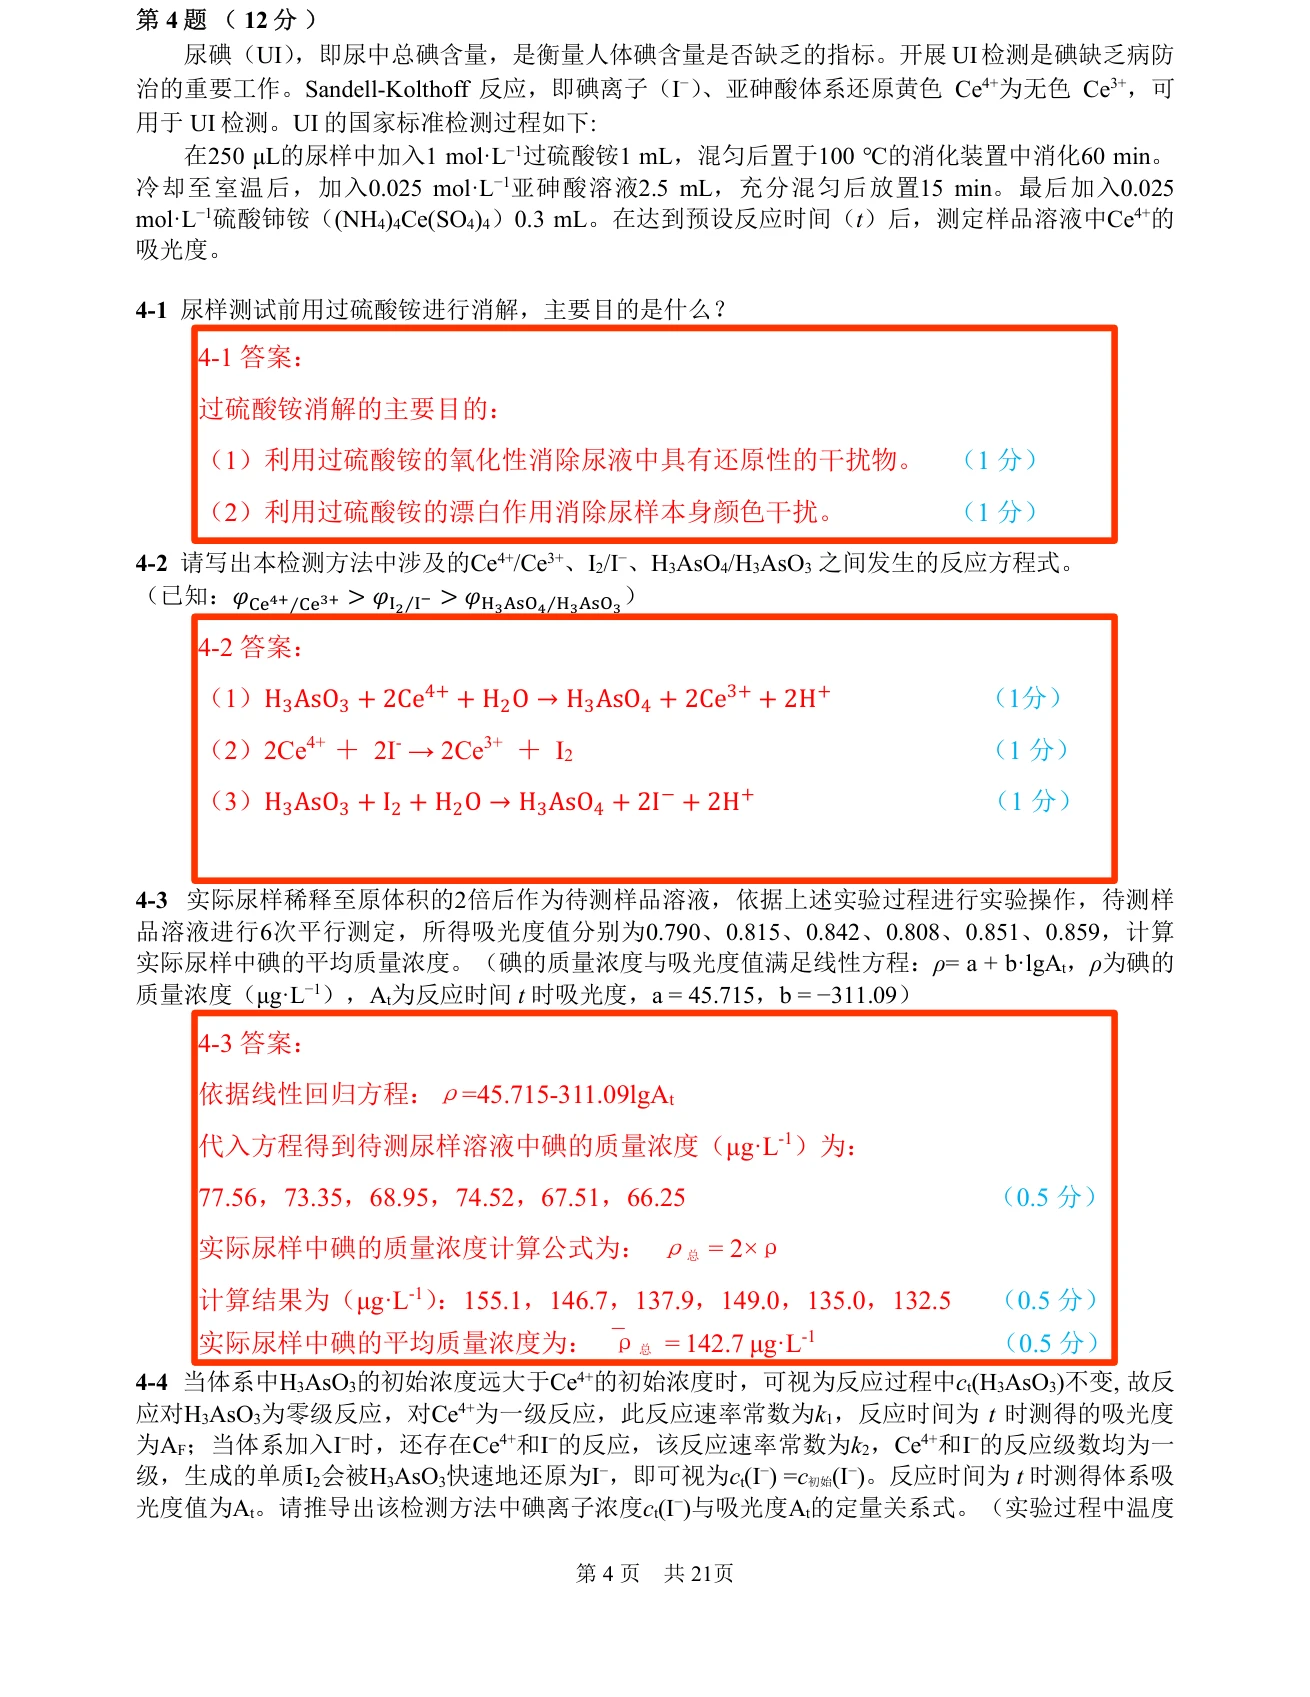 第 4 题 （ 12 分 ）
尿碘（UI），即尿中总碘含量，是衡量人体碘含量是否缺乏的指标。开展 UI 检测是碘缺乏病防
治的重要工作。Sandell-Kolthoff 反应，即碘离子（I⁻）、亚砷酸体系还原黄色 Ce⁴⁺为无色 Ce³⁺，可
用于 UI 检测。UI 的国家标准检测过程如下:
在250 μL的尿样中加入1 mol·L⁻¹过硫酸铵1 mL，混匀后置于100 ℃的消化装置中消化60 min。
冷却至室温后，加入0.025 mol·L⁻¹亚砷酸溶液2.5 mL，充分混匀后放置15 min。最后加入0.025
mol·L⁻¹硫酸铈铵（(NH₄)₄Ce(SO₄)₄）0.3 mL。在达到预设反应时间（t）后，测定样品溶液中Ce⁴⁺的
吸光度。
4-1 尿样测试前用过硫酸铵进行消解，主要目的是什么？
4-1 答案：
过硫酸铵消解的主要目的：
（1）利用过硫酸铵的氧化性消除尿液中具有还原性的干扰物。 （1 分）
（2）利用过硫酸铵的漂白作用消除尿样本身颜色干扰。 （1 分）
4-2 请写出本检测方法中涉及的Ce⁴⁺/Ce³⁺、I₂/I⁻、H₃AsO₄/H₃AsO₃ 之间发生的反应方程式。
（已知：φCe⁴⁺/Ce³⁺ > φI₂/I⁻ > φH₃AsO₄/H₃AsO₃）
4-2 答案：
（1）H₃AsO₃ + 2Ce⁴⁺ + H₂O → H₃AsO₄ + 2Ce³⁺ + 2H⁺ （1分）
（2）2Ce⁴⁺ ＋ 2I⁻ → 2Ce³⁺ ＋ I₂ （1 分）
（3）H₃AsO₃ + I₂ + H₂O → H₃AsO₄ + 2I⁻ + 2H⁺ （1 分）
4-3 实际尿样稀释至原体积的2倍后作为待测样品溶液，依据上述实验过程进行实验操作，待测样
品溶液进行6次平行测定，所得吸光度值分别为0.790、0.815、0.842、0.808、0.851、0.859，计算
实际尿样中碘的平均质量浓度。（碘的质量浓度与吸光度值满足线性方程：ρ= a + b·lgAₜ，ρ为碘的
质量浓度（μg·L⁻¹），Aₜ为反应时间 t 时吸光度，a = 45.715，b = −311.09）
4-3 答案：
依据线性回归方程： ρ=45.715-311.09lgAₜ
代入方程得到待测尿样溶液中碘的质量浓度（μg·L⁻¹）为：
77.56，73.35，68.95，74.52，67.51，66.25 （0.5 分）
实际尿样中碘的质量浓度计算公式为： ρ总 = 2×ρ
计算结果为（μg·L⁻¹）：155.1，146.7，137.9，149.0，135.0，132.5 （0.5 分）
实际尿样中碘的平均质量浓度为： ρ̅总 = 142.7 μg·L⁻¹ （0.5 分）
4-4 当体系中H₃AsO₃的初始浓度远大于Ce⁴⁺的初始浓度时，可视为反应过程中cₜ(H₃AsO₃)不变, 故反
应对H₃AsO₃为零级反应，对Ce⁴⁺为一级反应，此反应速率常数为k₁，反应时间为 t 时测得的吸光度
为AF；当体系加入I⁻时，还存在Ce⁴⁺和I⁻的反应，该反应速率常数为k₂，Ce⁴⁺和I⁻的反应级数均为一
级，生成的单质I₂会被H₃AsO₃快速地还原为I⁻，即可视为cₜ(I⁻) =c初始(I⁻)。反应时间为 t 时测得体系吸
光度值为Aₜ。请推导出该检测方法中碘离子浓度cₜ(I⁻)与吸光度Aₜ的定量关系式。（实验过程中温度
第 4 页 共 21页